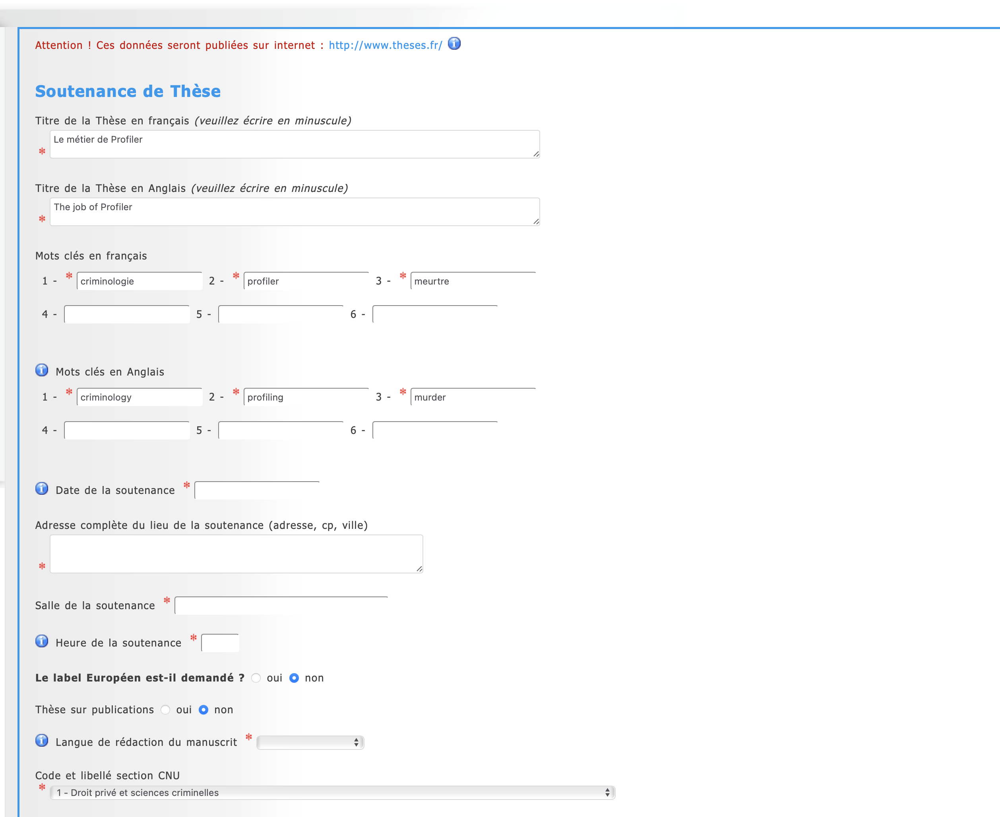 Attention ! Ces données seront publiées sur internet : http://www.theses.fr/
Soutenance de Thèse
Titre de la Thèse en français (veuillez écrire en minuscule)
Le métier de Profiler
*
Titre de la Thèse en Anglais (veuillez écrire en minuscule)
The job of Profiler
*
Mots clés en français
1 - * criminologie 2 - * profiler 3 - * meurtre
4 - 5 - 6 -
Mots clés en Anglais
1 - * criminology 2 - * profiling 3 - * murder
4 - 5 - 6 -
Date de la soutenance *
Adresse complète du lieu de la soutenance (adresse, cp, ville)
*
Salle de la soutenance *
Heure de la soutenance *
Le label Européen est-il demandé ? oui non
Thèse sur publications oui non
Langue de rédaction du manuscrit *
Code et libellé section CNU
* 1 - Droit privé et sciences criminelles